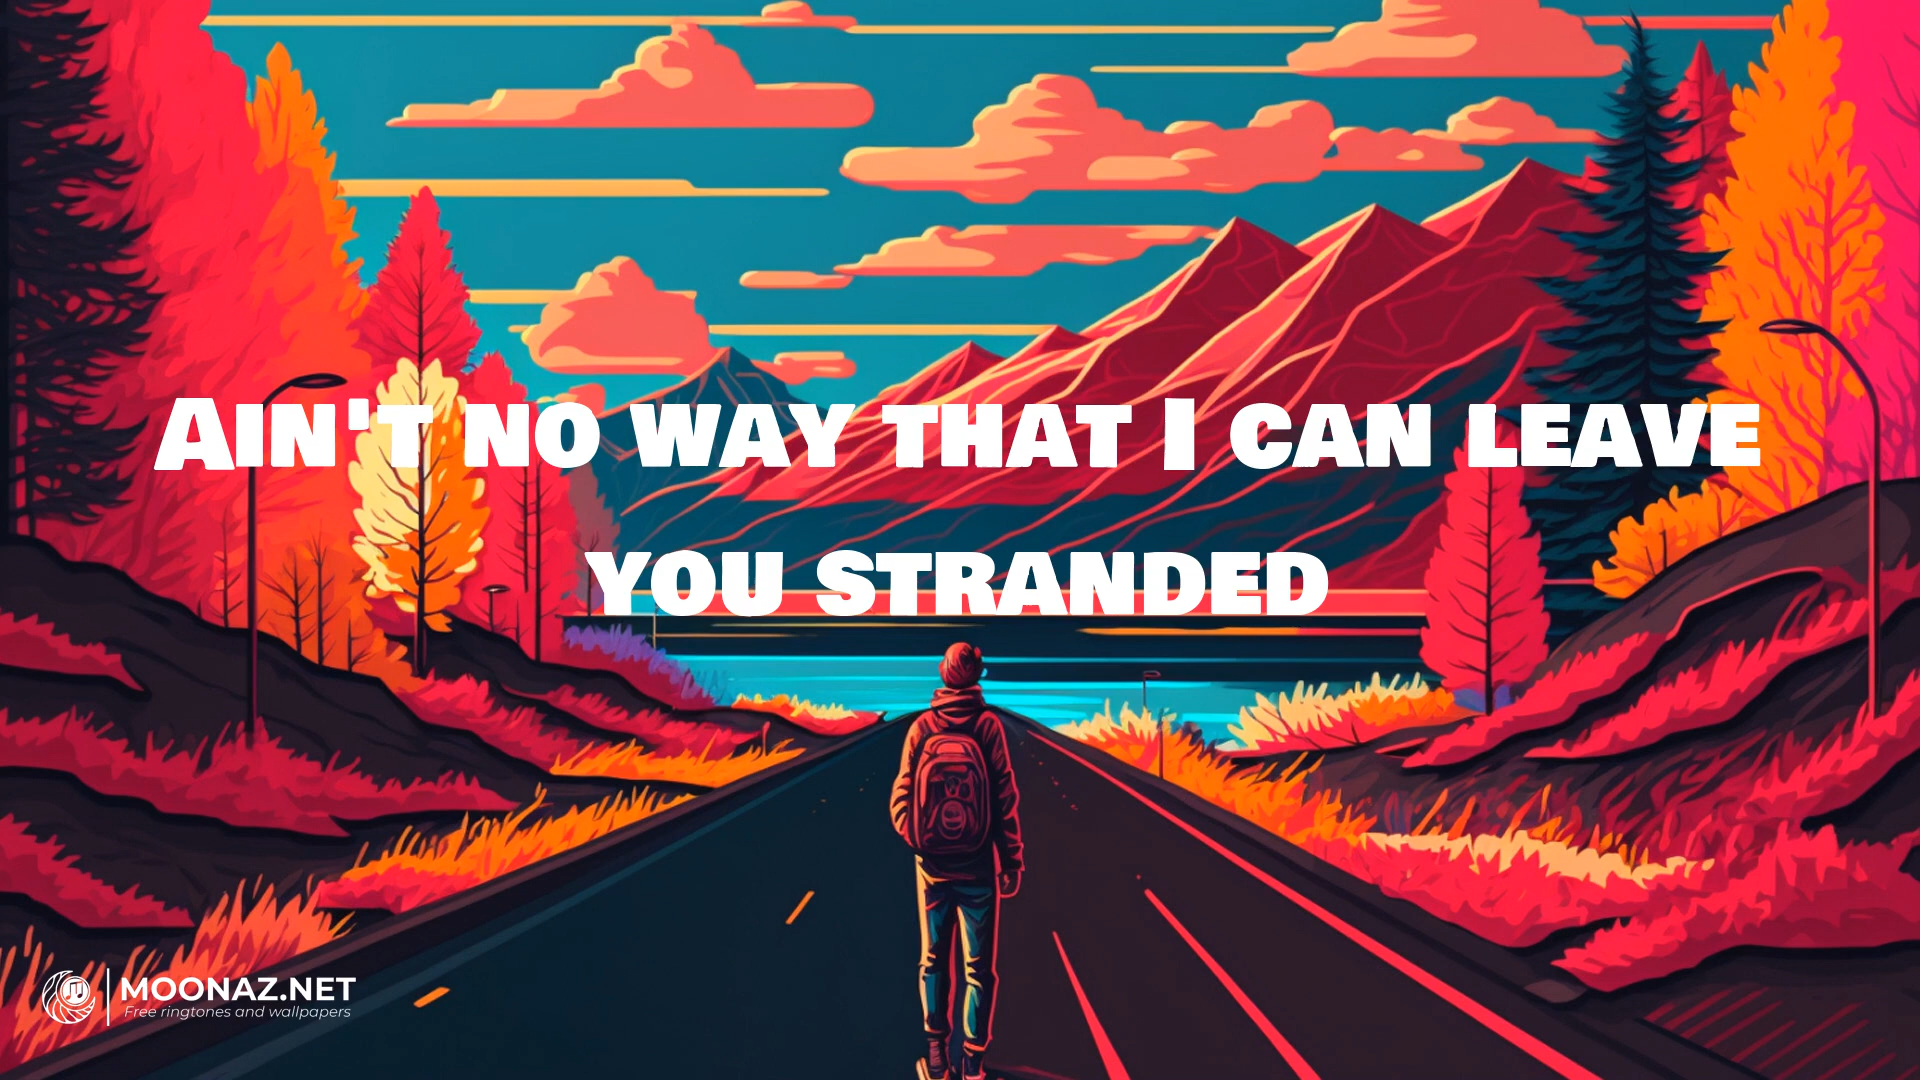 Ain't no way that I can leave
you stranded
MOONAZ.NET
Free ringtones and wallpapers